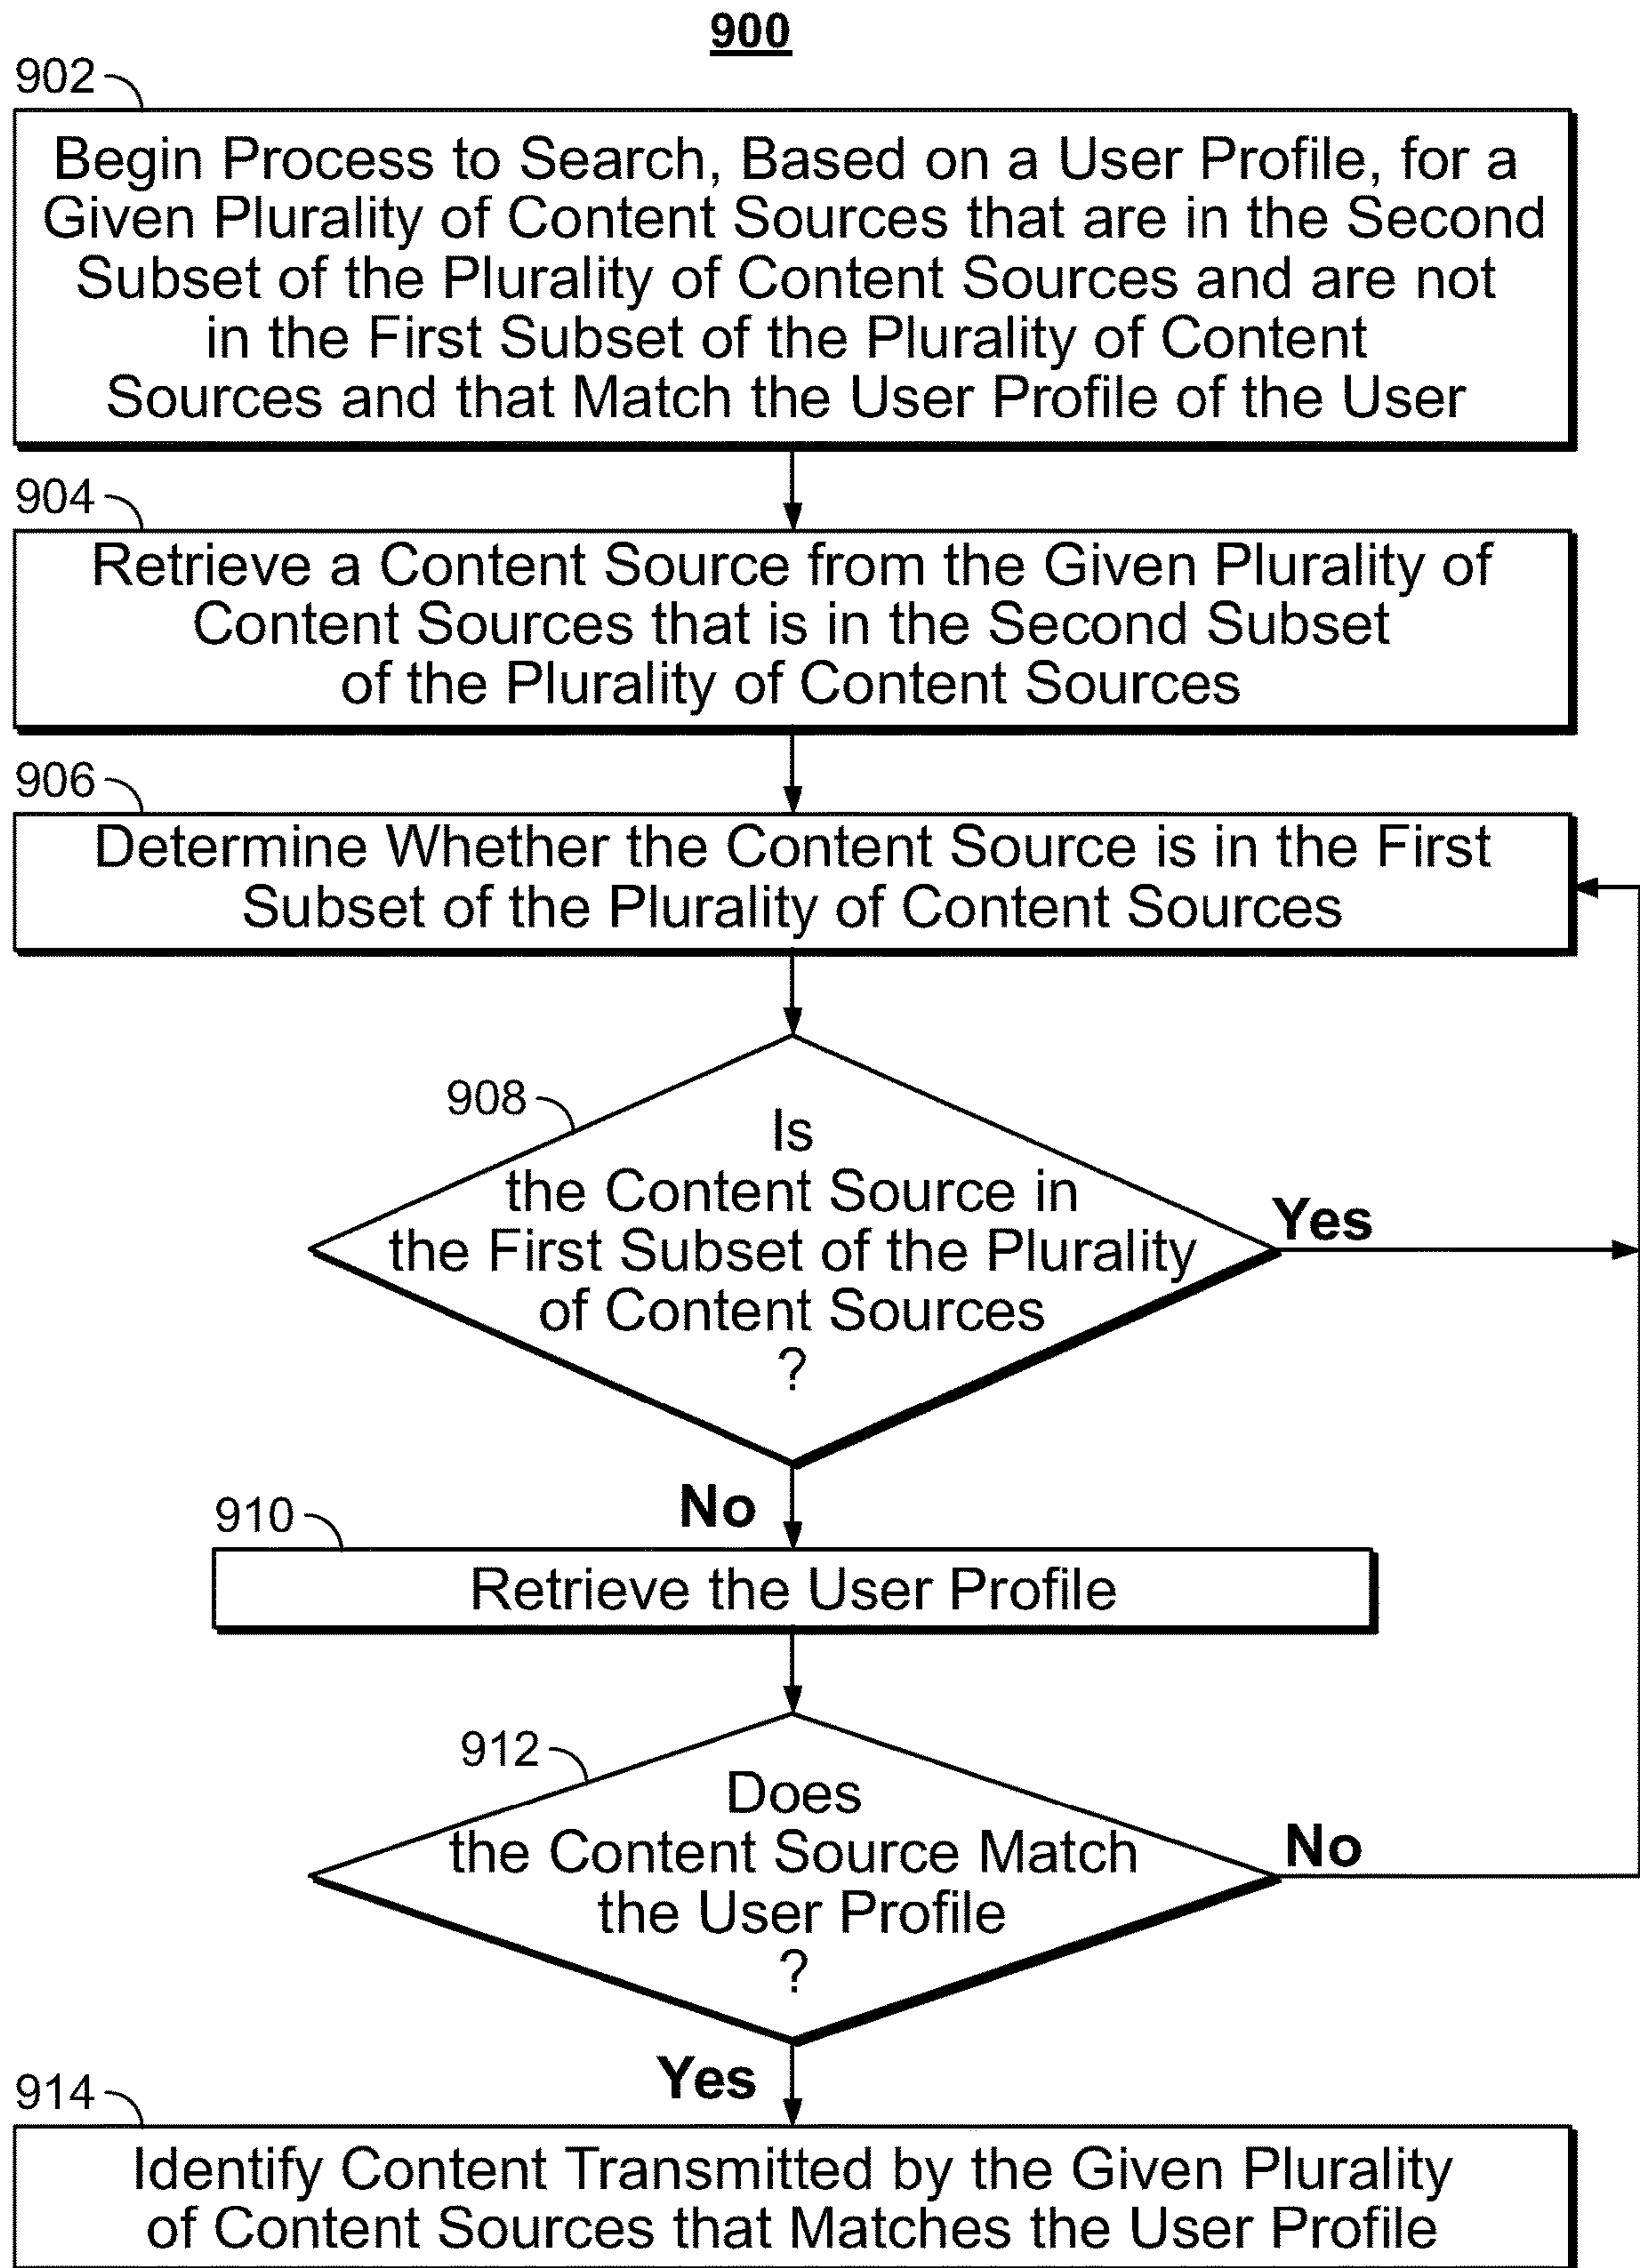 900
902
Begin Process to Search, Based on a User Profile, for a
Given Plurality of Content Sources that are in the Second
Subset of the Plurality of Content Sources and are not
in the First Subset of the Plurality of Content
Sources and that Match the User Profile of the User
904
Retrieve a Content Source from the Given Plurality of
Content Sources that is in the Second Subset
of the Plurality of Content Sources
906
Determine Whether the Content Source is in the First
Subset of the Plurality of Content Sources
908
Is
the Content Source in
the First Subset of the Plurality
of Content Sources
?
Yes
No
910
Retrieve the User Profile
912
Does
the Content Source Match
the User Profile
?
No
Yes
914
Identify Content Transmitted by the Given Plurality
of Content Sources that Matches the User Profile